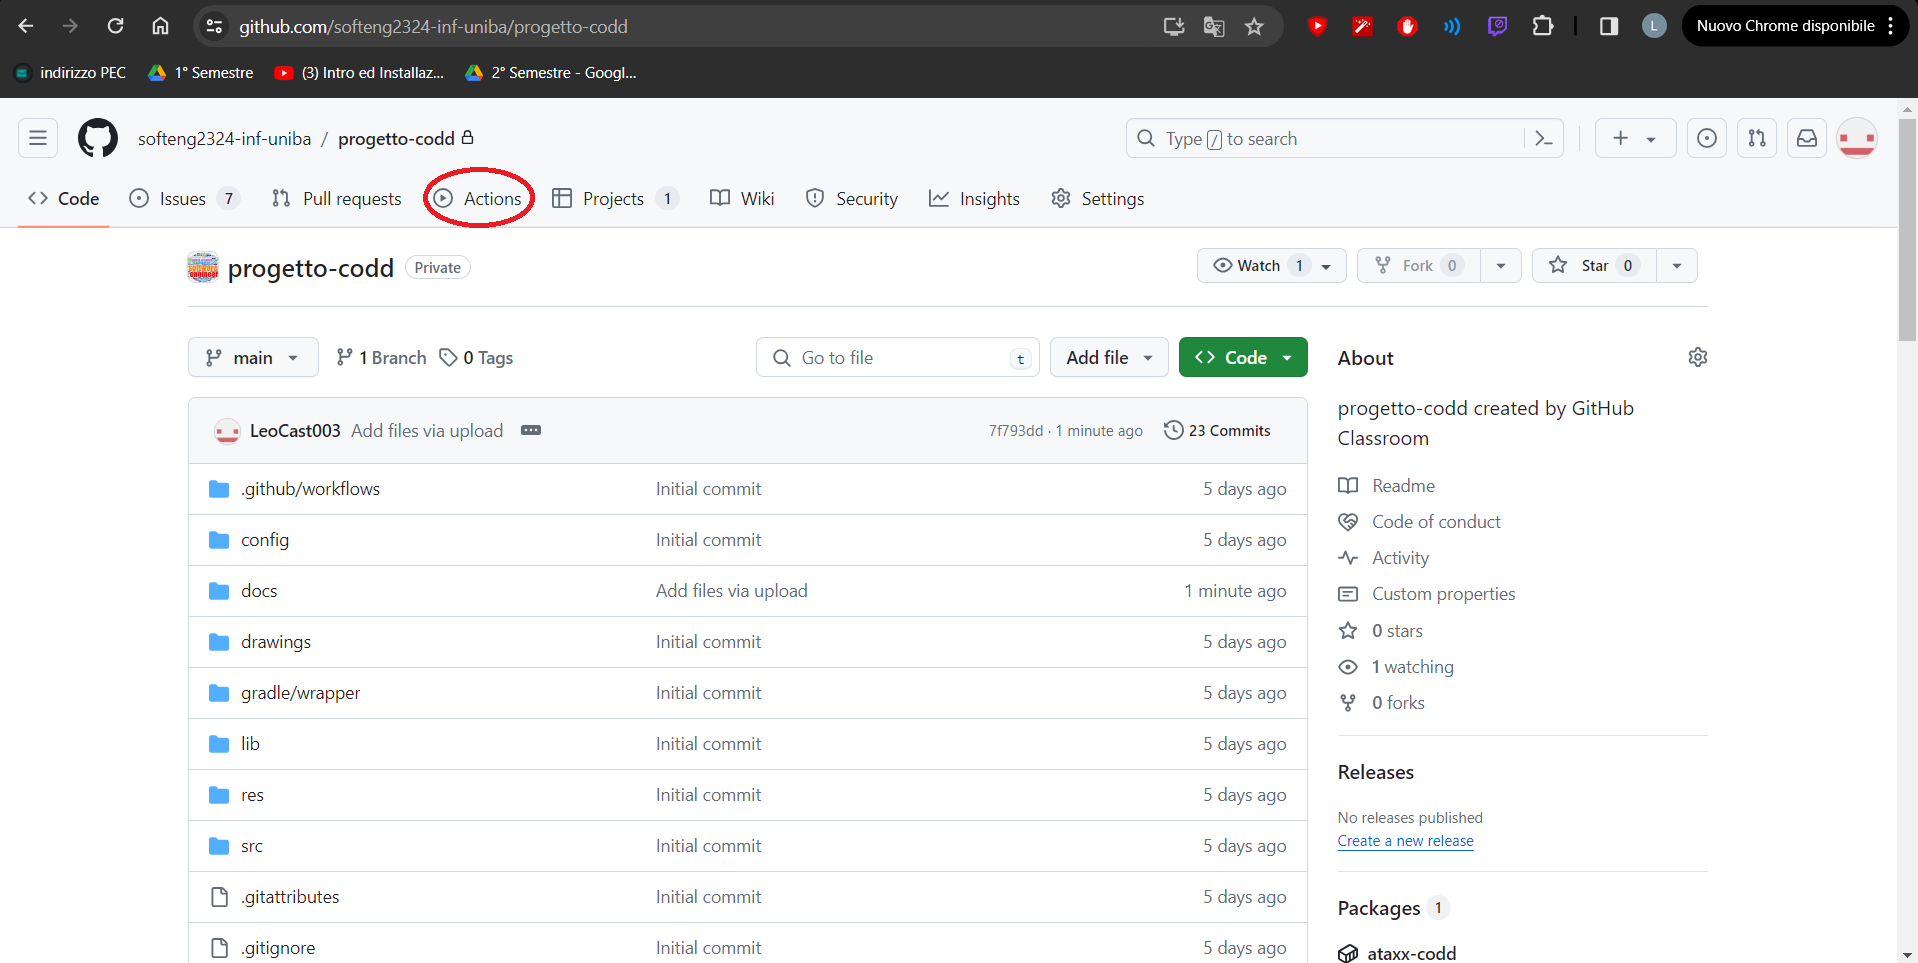 github.com/softeng2324-inf-uniba/progetto-codd
Nuovo Chrome disponibile
L
indirizzo PEC
1° Semestre
(3) Intro ed Installaz...
2° Semestre - Googl...
softeng2324-inf-uniba / progetto-codd
Type / to search
Code
Issues 7
Pull requests
Actions
Projects 1
Wiki
Security
Insights
Settings
progetto-codd Private
Watch 1
Fork 0
Star 0
main
1 Branch
0 Tags
Go to file t
Add file
Code
LeoCast003 Add files via upload
7f793dd · 1 minute ago
23 Commits
.github/workflows Initial commit 5 days ago
config Initial commit 5 days ago
docs Add files via upload 1 minute ago
drawings Initial commit 5 days ago
gradle/wrapper Initial commit 5 days ago
lib Initial commit 5 days ago
res Initial commit 5 days ago
src Initial commit 5 days ago
.gitattributes Initial commit 5 days ago
.gitignore Initial commit 5 days ago
About
progetto-codd created by GitHub
Classroom
Readme
Code of conduct
Activity
Custom properties
0 stars
1 watching
0 forks
Releases
No releases published
Create a new release
Packages 1
ataxx-codd